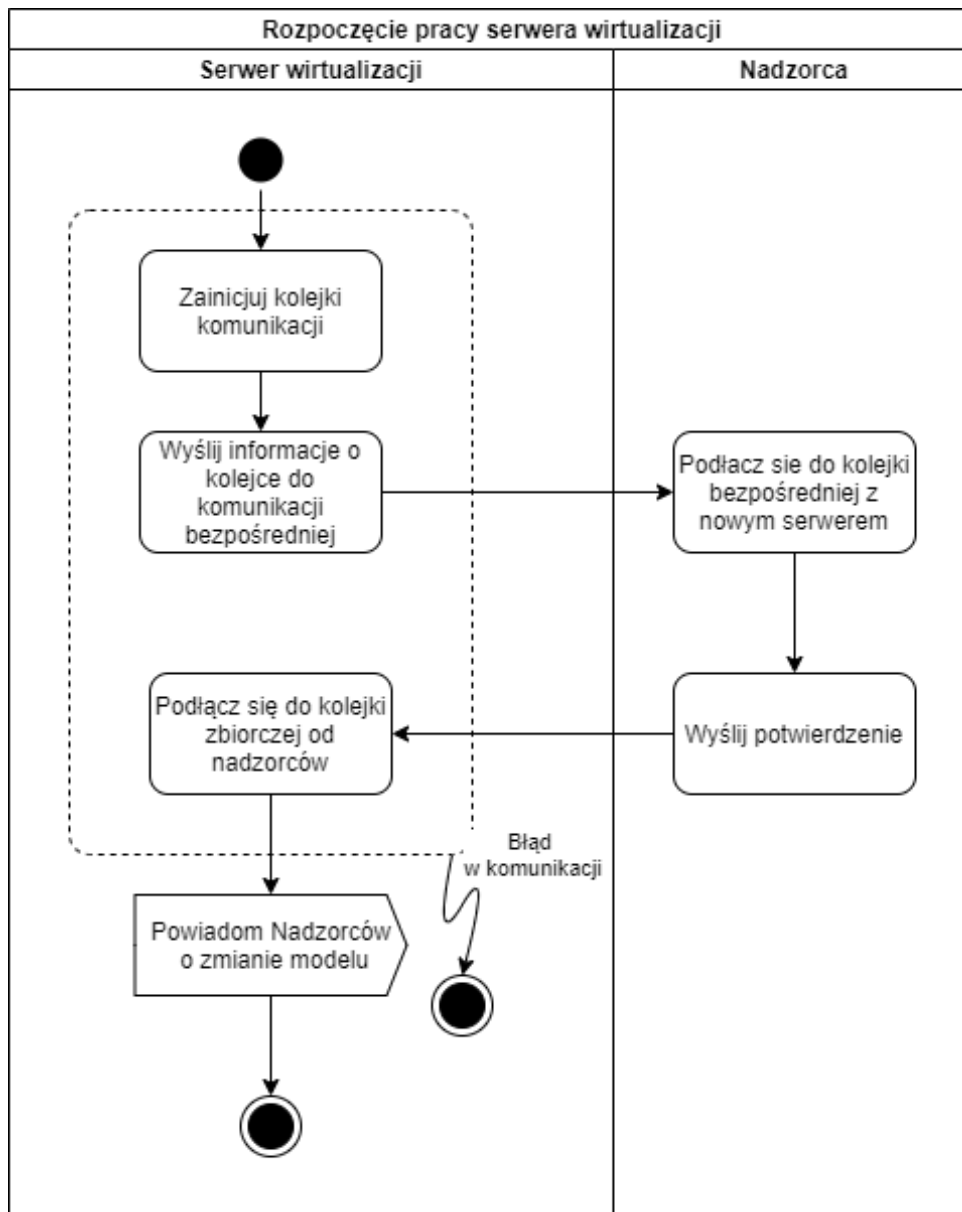 Rozpoczęcie pracy serwera wirtualizacji
Serwer wirtualizacji
Nadzorca
Zainicjuj kolejki
komunikacji
Wyślij informacje o
kolejce do
komunikacji
bezpośredniej
Podłacz sie do kolejki
bezpośredniej z
nowym serwerem
Podłącz się do kolejki
zbiorczej od
nadzorców
Wyślij potwierdzenie
Błąd
w komunikacji
Powiadom Nadzorców
o zmianie modelu